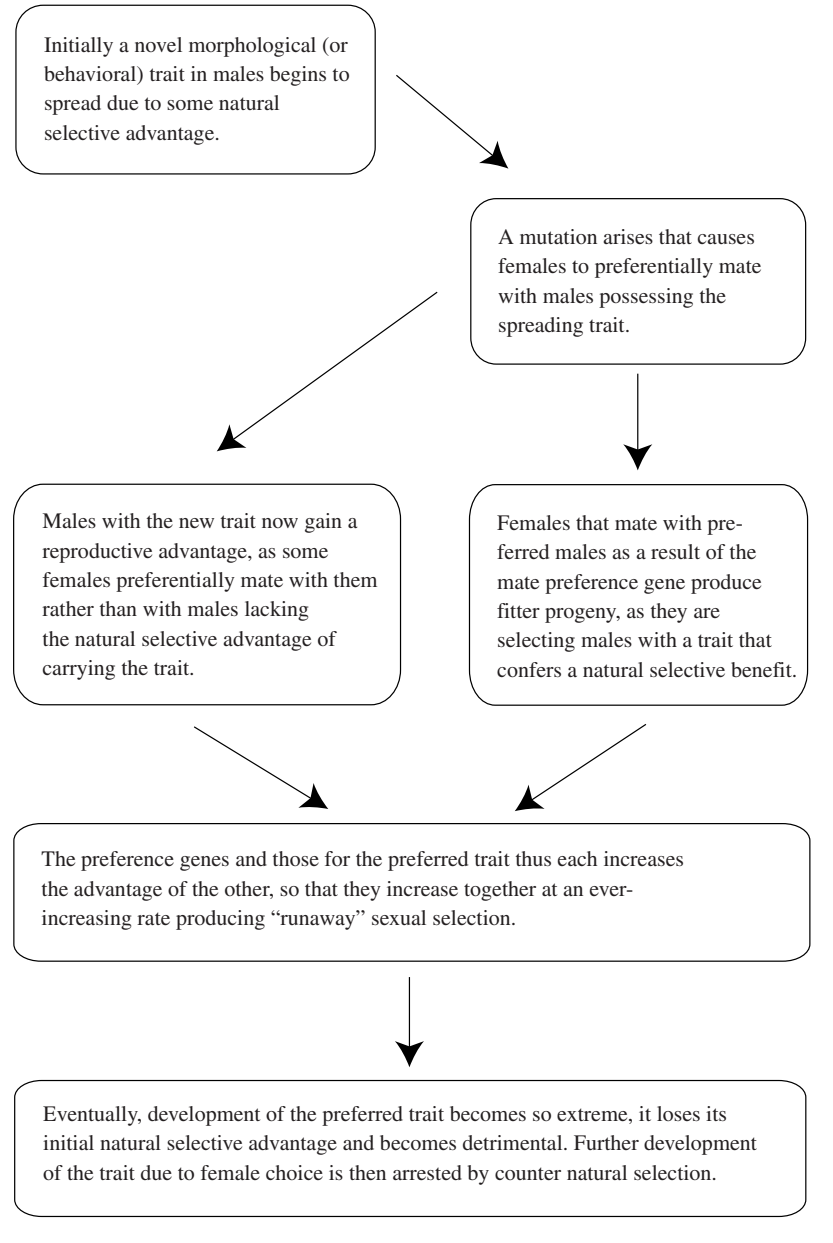 Initially a novel morphological (or
behavioral) trait in males begins to
spread due to some natural
selective advantage.
A mutation arises that causes
females to preferentially mate
with males possessing the
spreading trait.
Males with the new trait now gain a
reproductive advantage, as some
females preferentially mate with them
rather than with males lacking
the natural selective advantage of
carrying the trait.
Females that mate with pre-
ferred males as a result of the
mate preference gene produce
fitter progeny, as they are
selecting males with a trait that
confers a natural selective benefit.
The preference genes and those for the preferred trait thus each increases
the advantage of the other, so that they increase together at an ever-
increasing rate producing “runaway” sexual selection.
Eventually, development of the preferred trait becomes so extreme, it loses its
initial natural selective advantage and becomes detrimental. Further development
of the trait due to female choice is then arrested by counter natural selection.